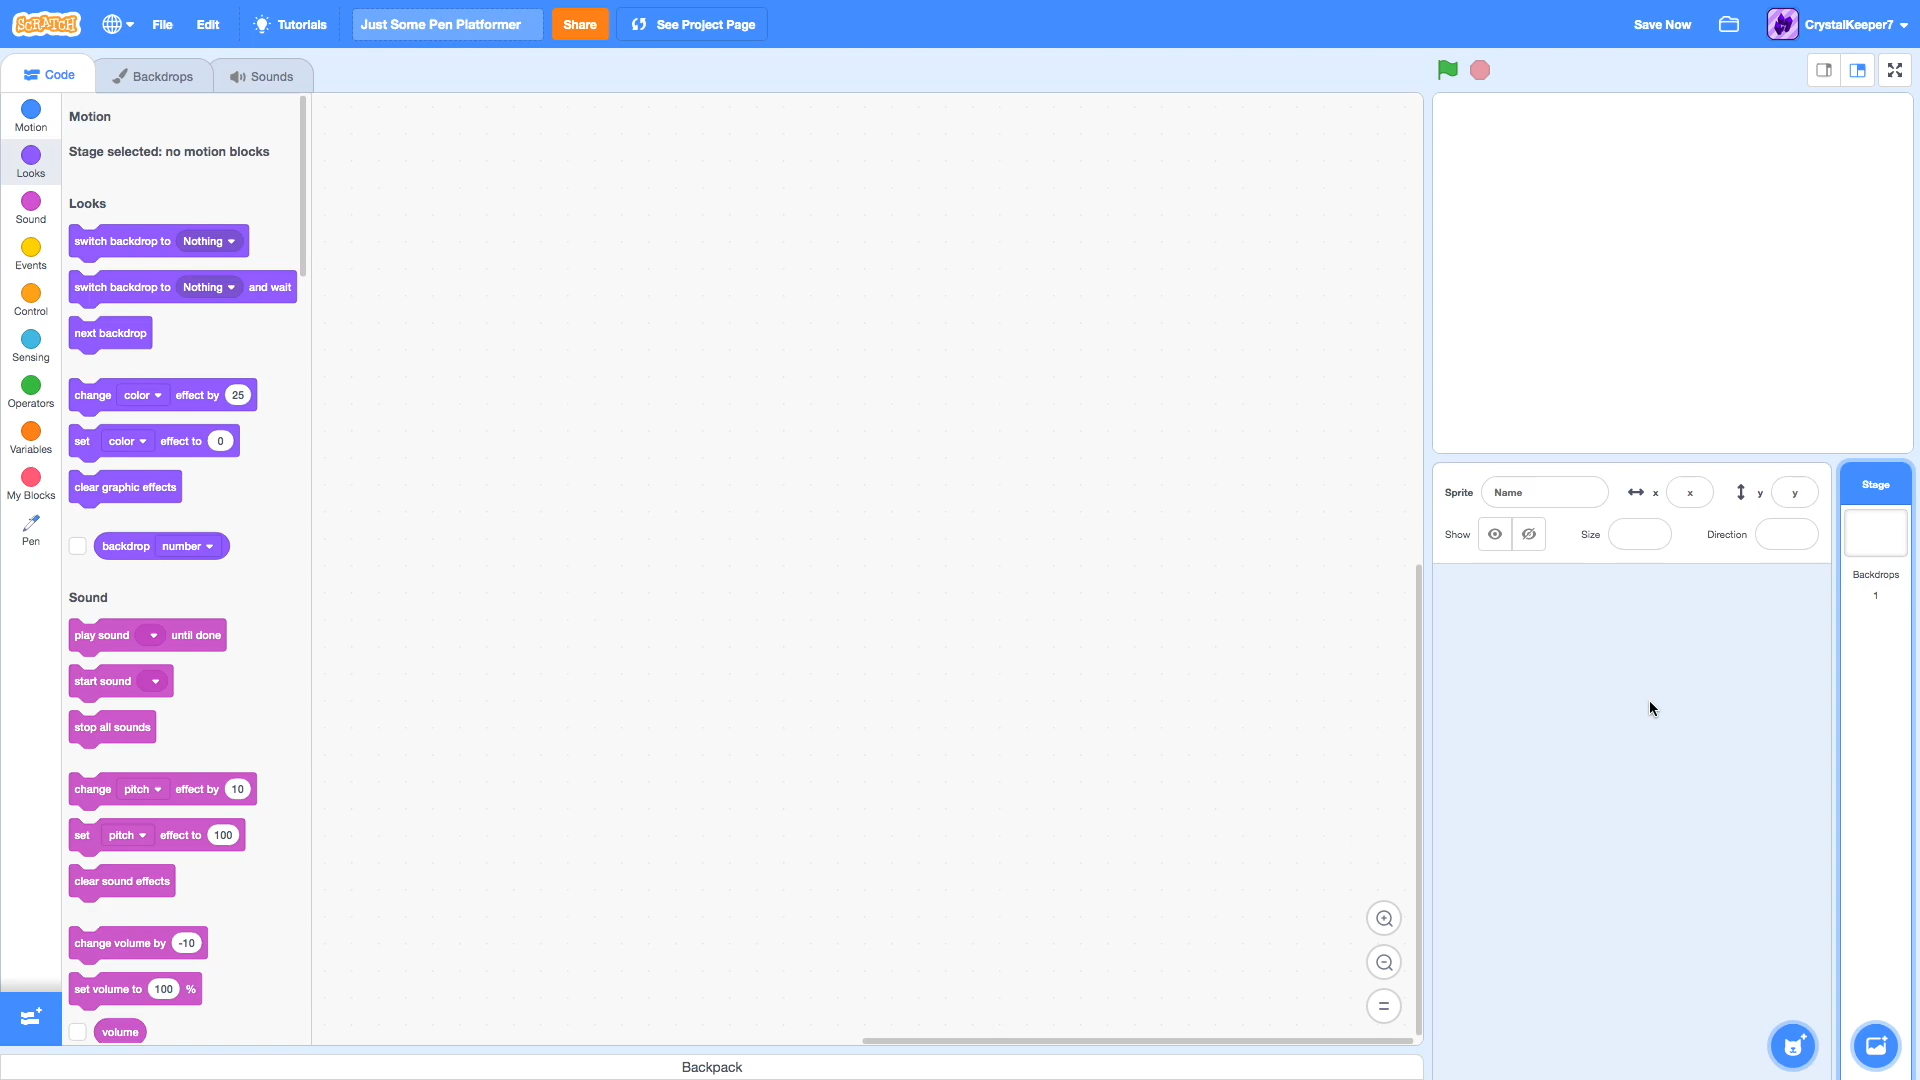 SCRATCH File Edit Tutorials Just Some Pen Platformer Share See Project Page Save Now CrystalKeeper7
Code Backdrops Sounds
Motion
Looks
Sound
Events
Control
Sensing
Operators
Variables
My Blocks
Pen
Motion
Stage selected: no motion blocks
Looks
switch backdrop to Nothing
switch backdrop to Nothing and wait
next backdrop
change color effect by 25
set color effect to 0
clear graphic effects
backdrop number
Sound
play sound until done
start sound
stop all sounds
change pitch effect by 10
set pitch effect to 100
clear sound effects
change volume by -10
set volume to 100 %
volume
Backpack
Sprite Name x x y y
Show Size Direction
Stage
Backdrops
1